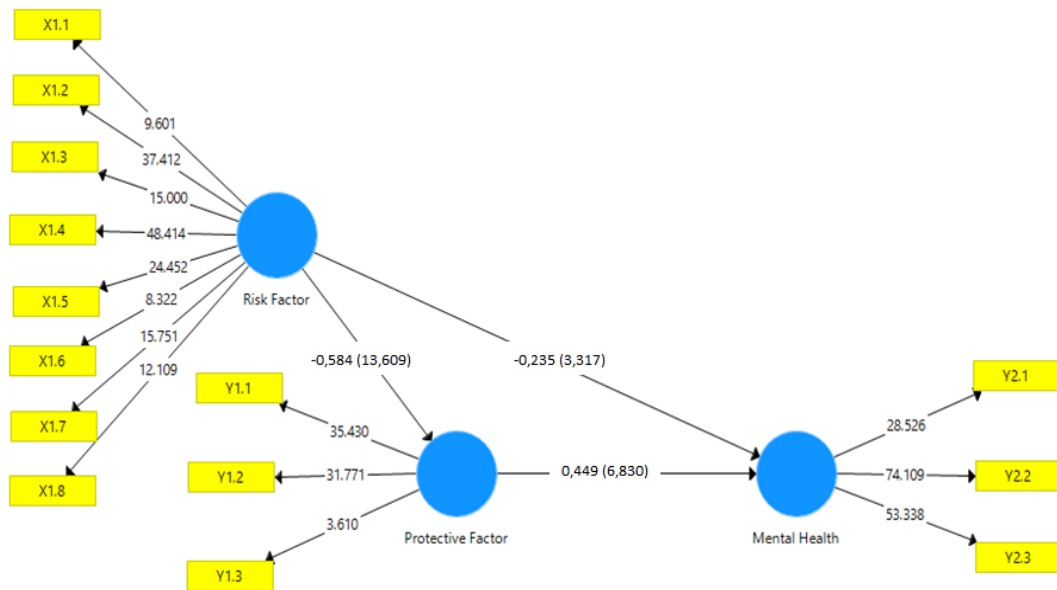 X1.1
X1.2
X1.3
X1.4
X1.5
X1.6
X1.7
X1.8
9.601
37.412
15.000
48.414
24.452
8.322
15.751
12.109
Risk Factor
-0,584 (13,609)
-0,235 (3,317)
Y1.1
Y1.2
Y1.3
35.430
31.771
3.610
Protective Factor
0,449 (6,830)
Mental Health
28.526
74.109
53.338
Y2.1
Y2.2
Y2.3